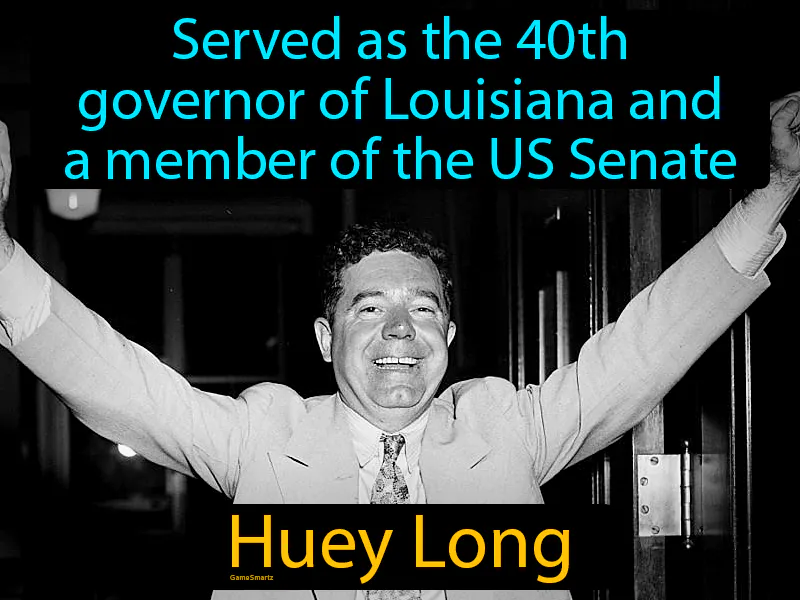 Served as the 40th
governor of Louisiana and
a member of the US Senate
Huey Long
GameSmartz